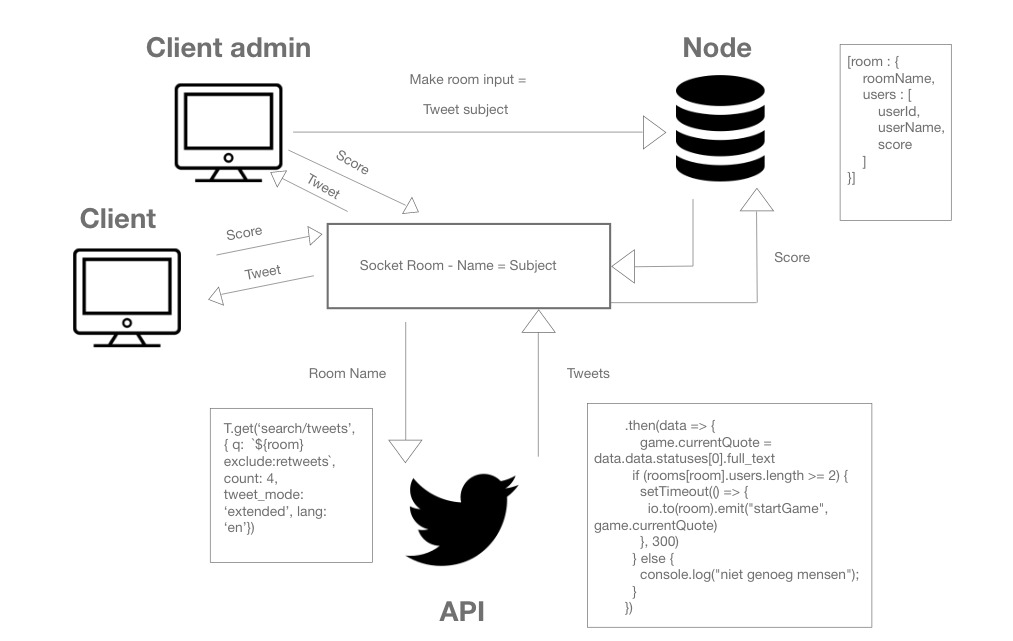 Client admin
Node
Make room input =
Tweet subject
[room : {
roomName,
users : [
userId,
userName,
score
]
}]
Score
Tweet
Client
Score
Tweet
Socket Room - Name = Subject
Score
Room Name
Tweets
T.get(‘search/tweets’,
{ q:  `${room}
exclude:retweets`,
count: 4,
tweet_mode:
‘extended’, lang:
‘en’})
.then(data => {
game.currentQuote =
data.data.statuses[0].full_text
if (rooms[room].users.length >= 2) {
setTimeout(() => {
io.to(room).emit("startGame",
game.currentQuote)
}, 300)
} else {
console.log("niet genoeg mensen");
}
})
API